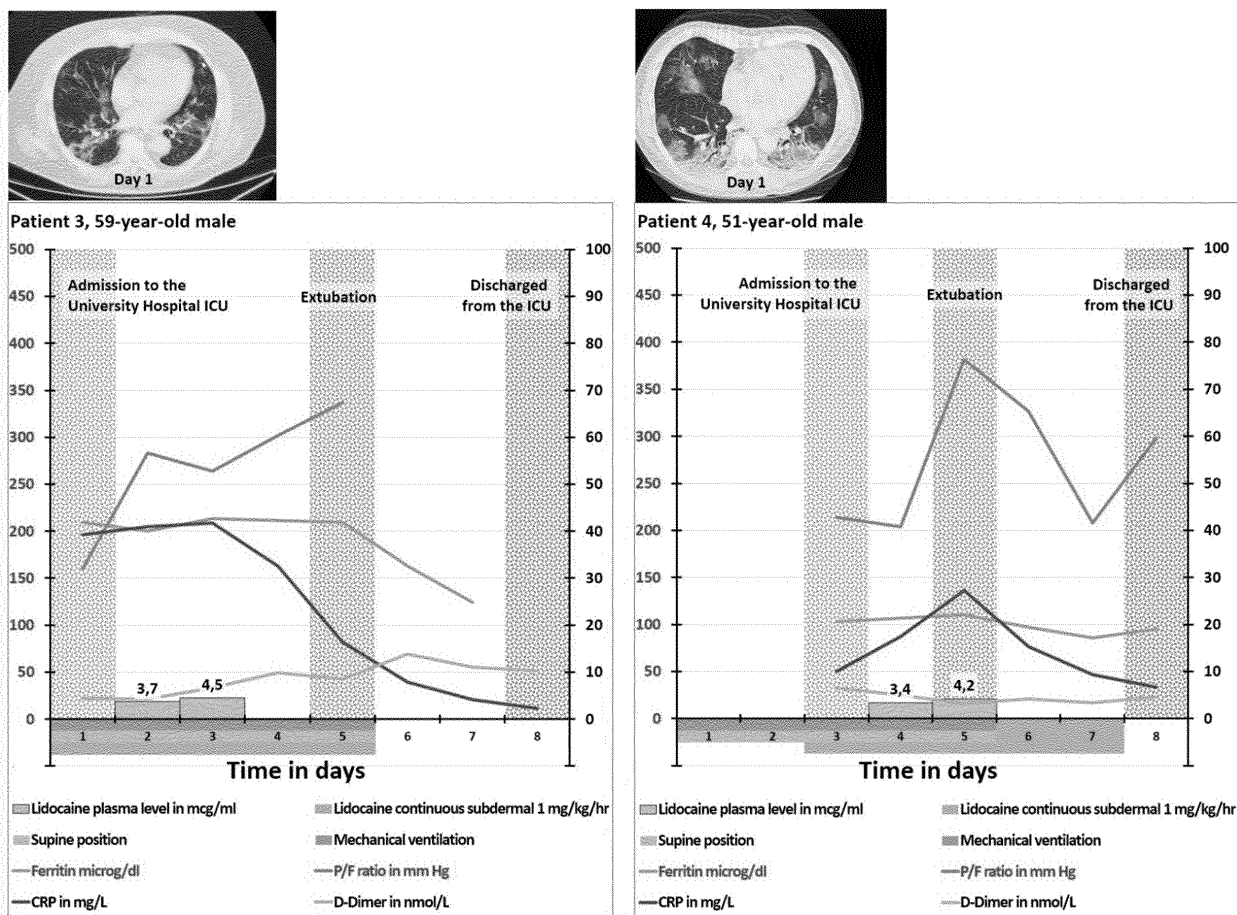 Day 1
Day 1
Patient 3, 59-year-old male
500
450
400
350
300
250
200
150
100
50
0
Admission to the
University Hospital ICU
Extubation
Discharged
from the ICU
100
90
80
70
60
50
40
30
20
10
0
3,7
4,5
1 2 3 4 5 6 7 8
Time in days
Lidocaine plasma level in mcg/ml
Lidocaine continuous subdermal 1 mg/kg/hr
Supine position
Mechanical ventilation
Ferritin microg/dl
P/F ratio in mm Hg
CRP in mg/L
D-Dimer in nmol/L
Patient 4, 51-year-old male
500
450
400
350
300
250
200
150
100
50
0
Admission to the
University Hospital ICU
Extubation
Discharged
from the ICU
100
90
80
70
60
50
40
30
20
10
0
3,4
4,2
1 2 3 4 5 6 7 8
Time in days
Lidocaine plasma level in mcg/ml
Lidocaine continuous subdermal 1 mg/kg/hr
Supine position
Mechanical ventilation
Ferritin microg/dl
P/F ratio in mm Hg
CRP in mg/L
D-Dimer in nmol/L